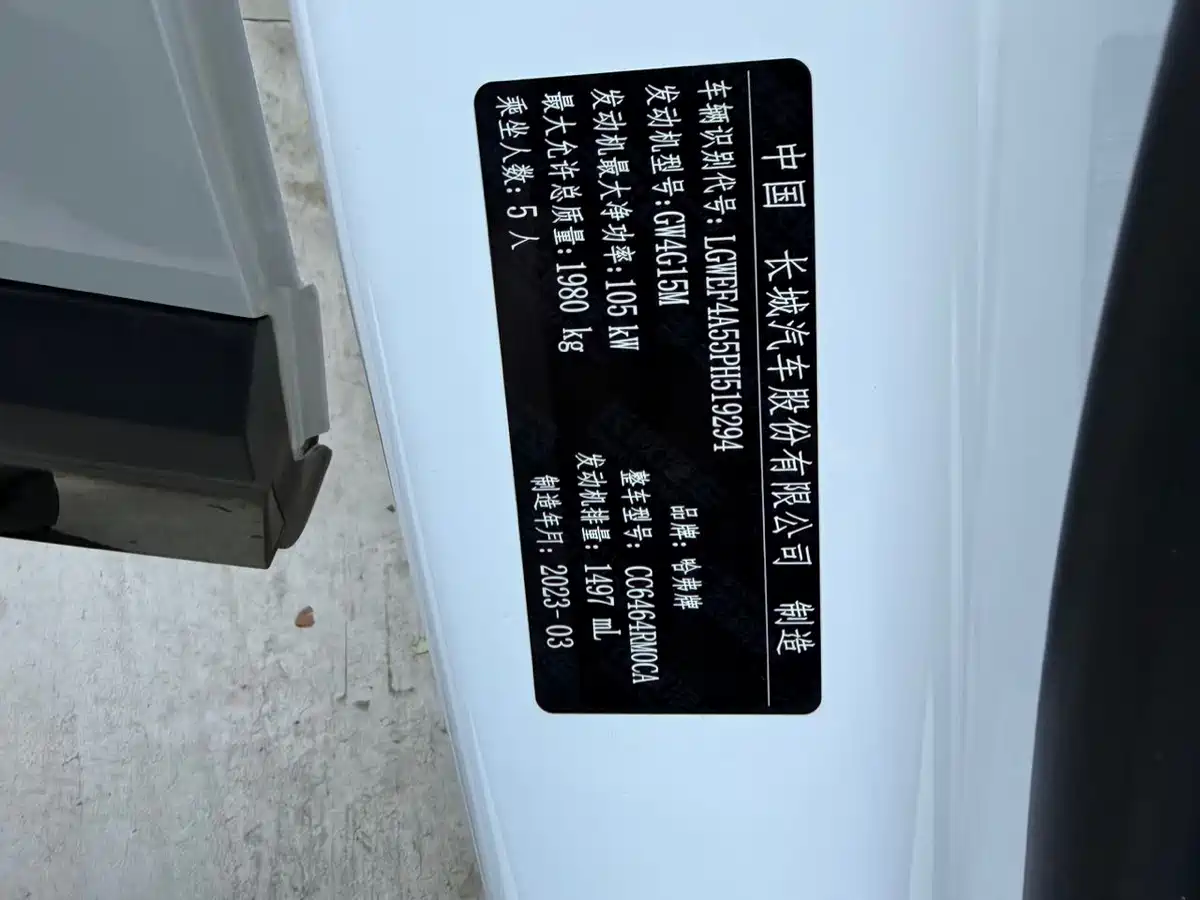 中国 长城汽车股份有限公司 制造
车辆识别代号: LGWEF4A55PH519294
品牌: 哈弗牌
发动机型号:GW4G15M
整车型号: CC6464RM0CA
发动机最大净功率:105 kW
发动机排量: 1497 mL
最大允许总质量:1980 kg
制造年月: 2023-03
乘坐人数: 5 人